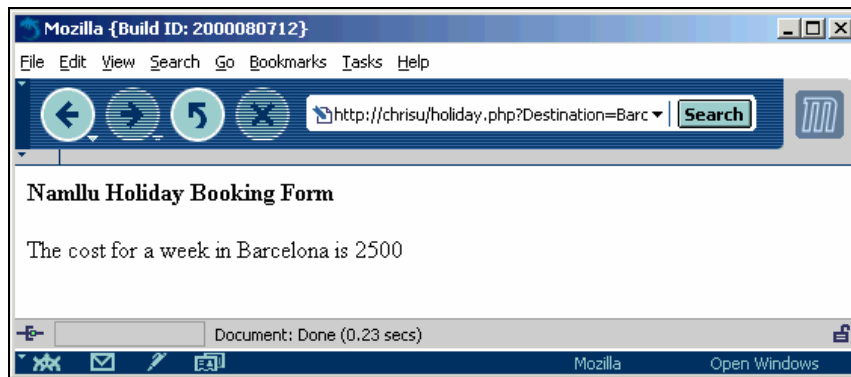 Mozilla {Build ID: 2000080712}
File Edit View Search Go Bookmarks Tasks Help
http://chrisu/holiday.php?Destination=Barc Search
Namllu Holiday Booking Form
The cost for a week in Barcelona is 2500
Document: Done (0.23 secs)
Mozilla Open Windows